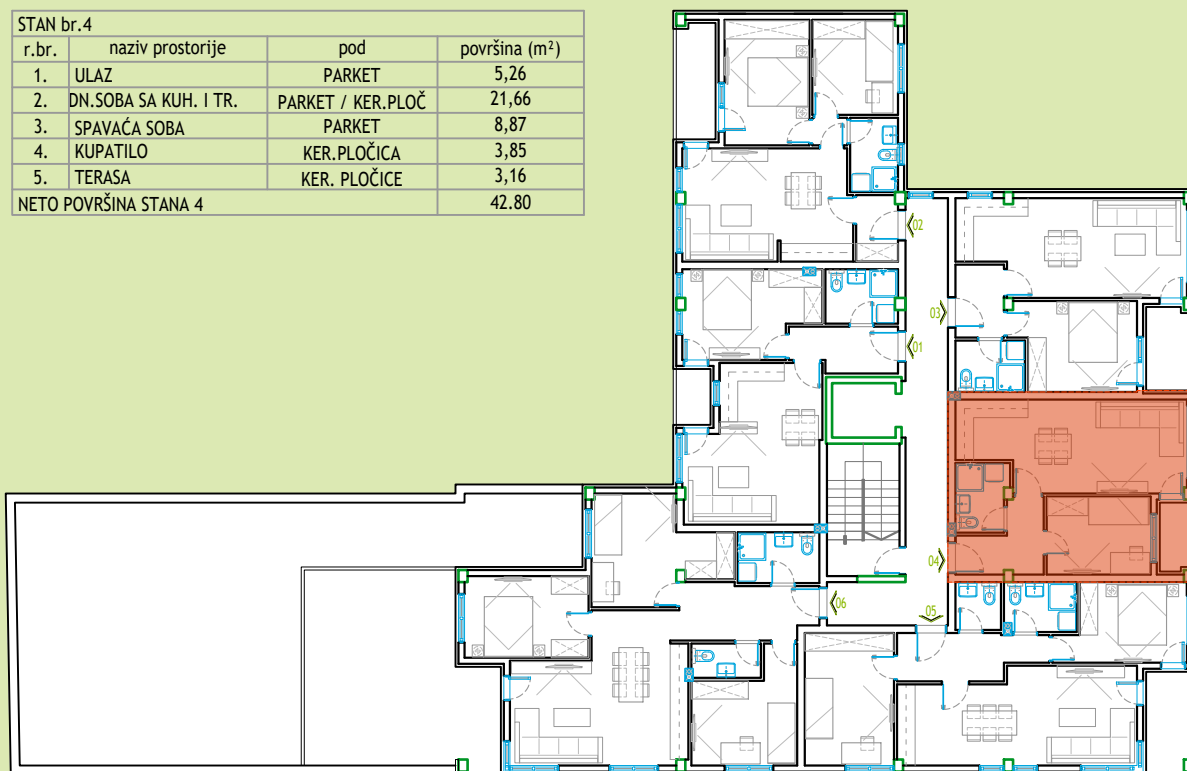 STAN br.4
r.br. naziv prostorije pod površina (m²)
1. ULAZ PARKET 5,26
2. DN.SOBA SA KUH. I TR. PARKET / KER.PLOČ 21,66
3. SPAVAĆA SOBA PARKET 8,87
4. KUPATILO KER.PLOČICA 3,85
5. TERASA KER. PLOČICE 3,16
NETO POVRŠINA STANA 4 42.80
02
03
01
04
06
05